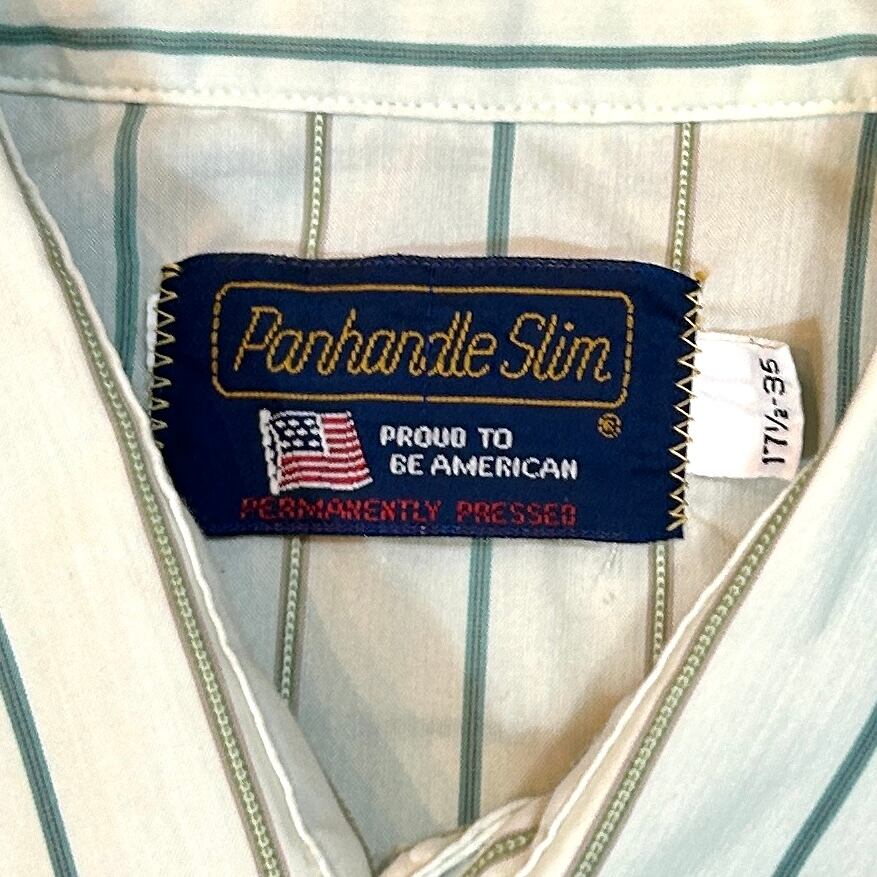 Panhandle Slim
®
PROUD TO
BE AMERICAN
PERMANENTLY PRESSED
17½-35